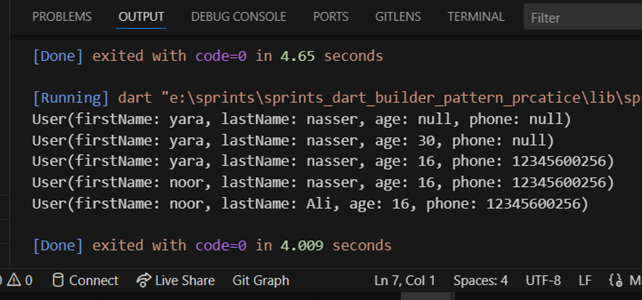 PROBLEMS OUTPUT DEBUG CONSOLE PORTS GITLENS TERMINAL Filter
[Done] exited with code=0 in 4.65 seconds
[Running] dart "e:\sprints\sprints_dart_builder_pattern_prcatice\lib\sp
User(firstName: yara, lastName: nasser, age: null, phone: null)
User(firstName: yara, lastName: nasser, age: 30, phone: null)
User(firstName: yara, lastName: nasser, age: 16, phone: 12345600256)
User(firstName: noor, lastName: nasser, age: 16, phone: 12345600256)
User(firstName: noor, lastName: Ali, age: 16, phone: 12345600256)
[Done] exited with code=0 in 4.009 seconds
0 0 Connect Live Share Git Graph Ln 7, Col 1 Spaces: 4 UTF-8 LF {} M